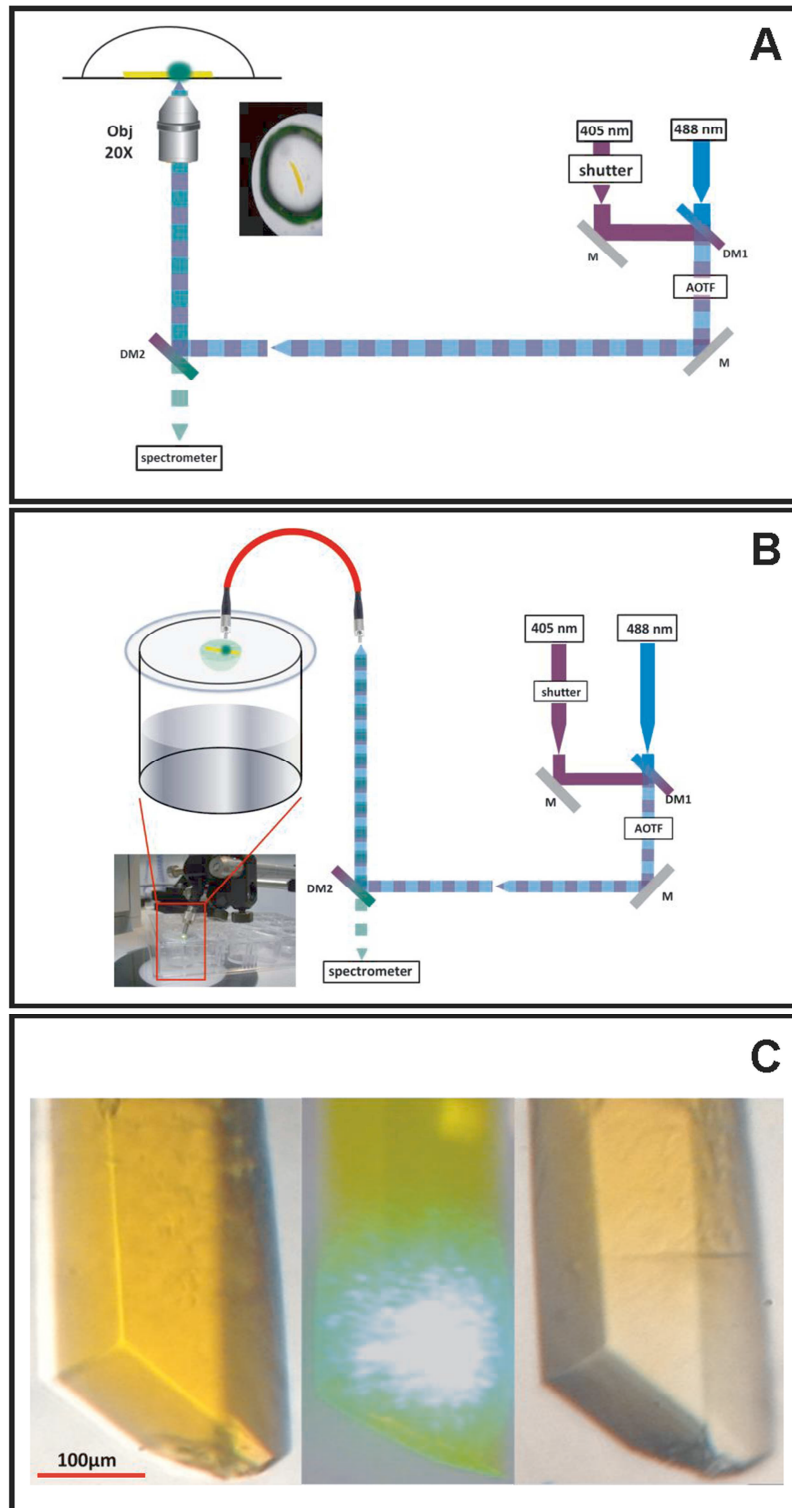 A
Obj
20X
405 nm
488 nm
shutter
M
DM1
AOTF
DM2
M
spectrometer
B
405 nm
488 nm
shutter
M
DM1
AOTF
DM2
M
spectrometer
C
100µm